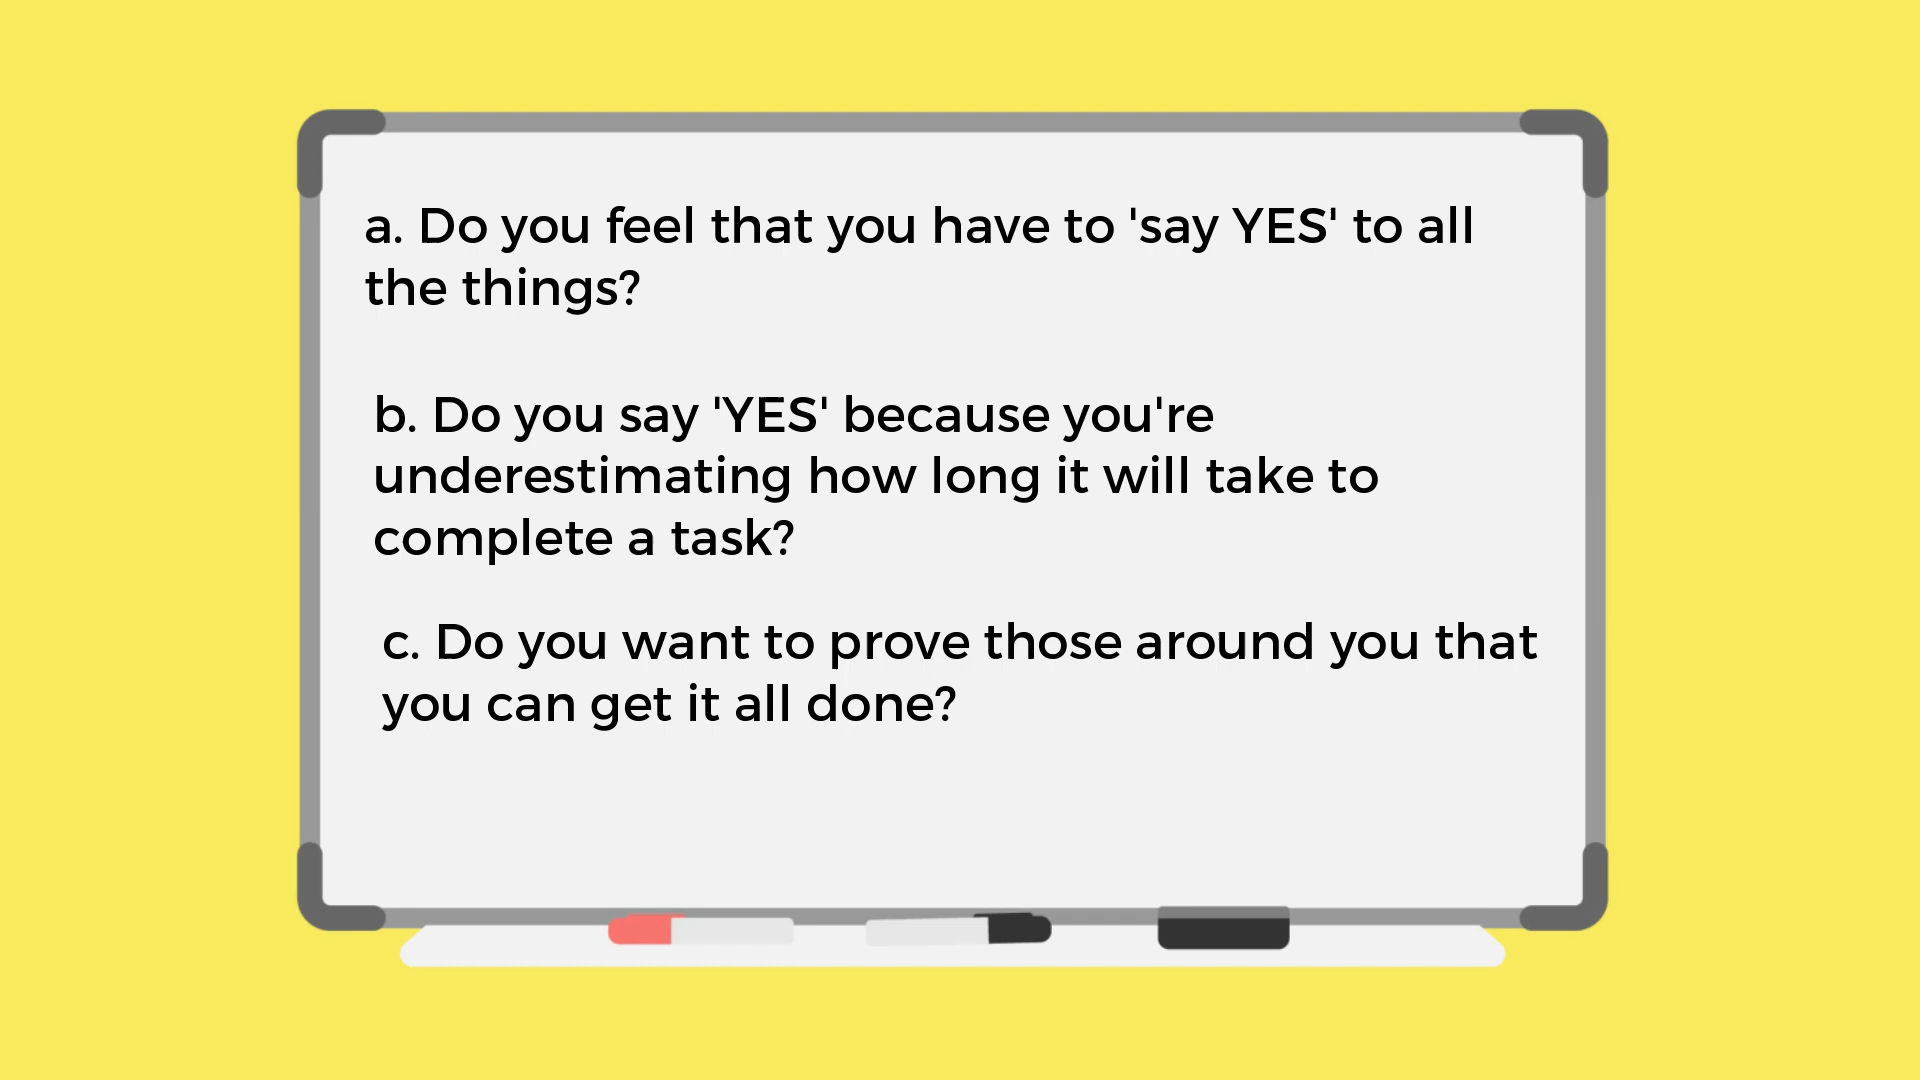 a. Do you feel that you have to 'say YES' to all
the things?
b. Do you say 'YES' because you're
underestimating how long it will take to
complete a task?
c. Do you want to prove those around you that
you can get it all done?